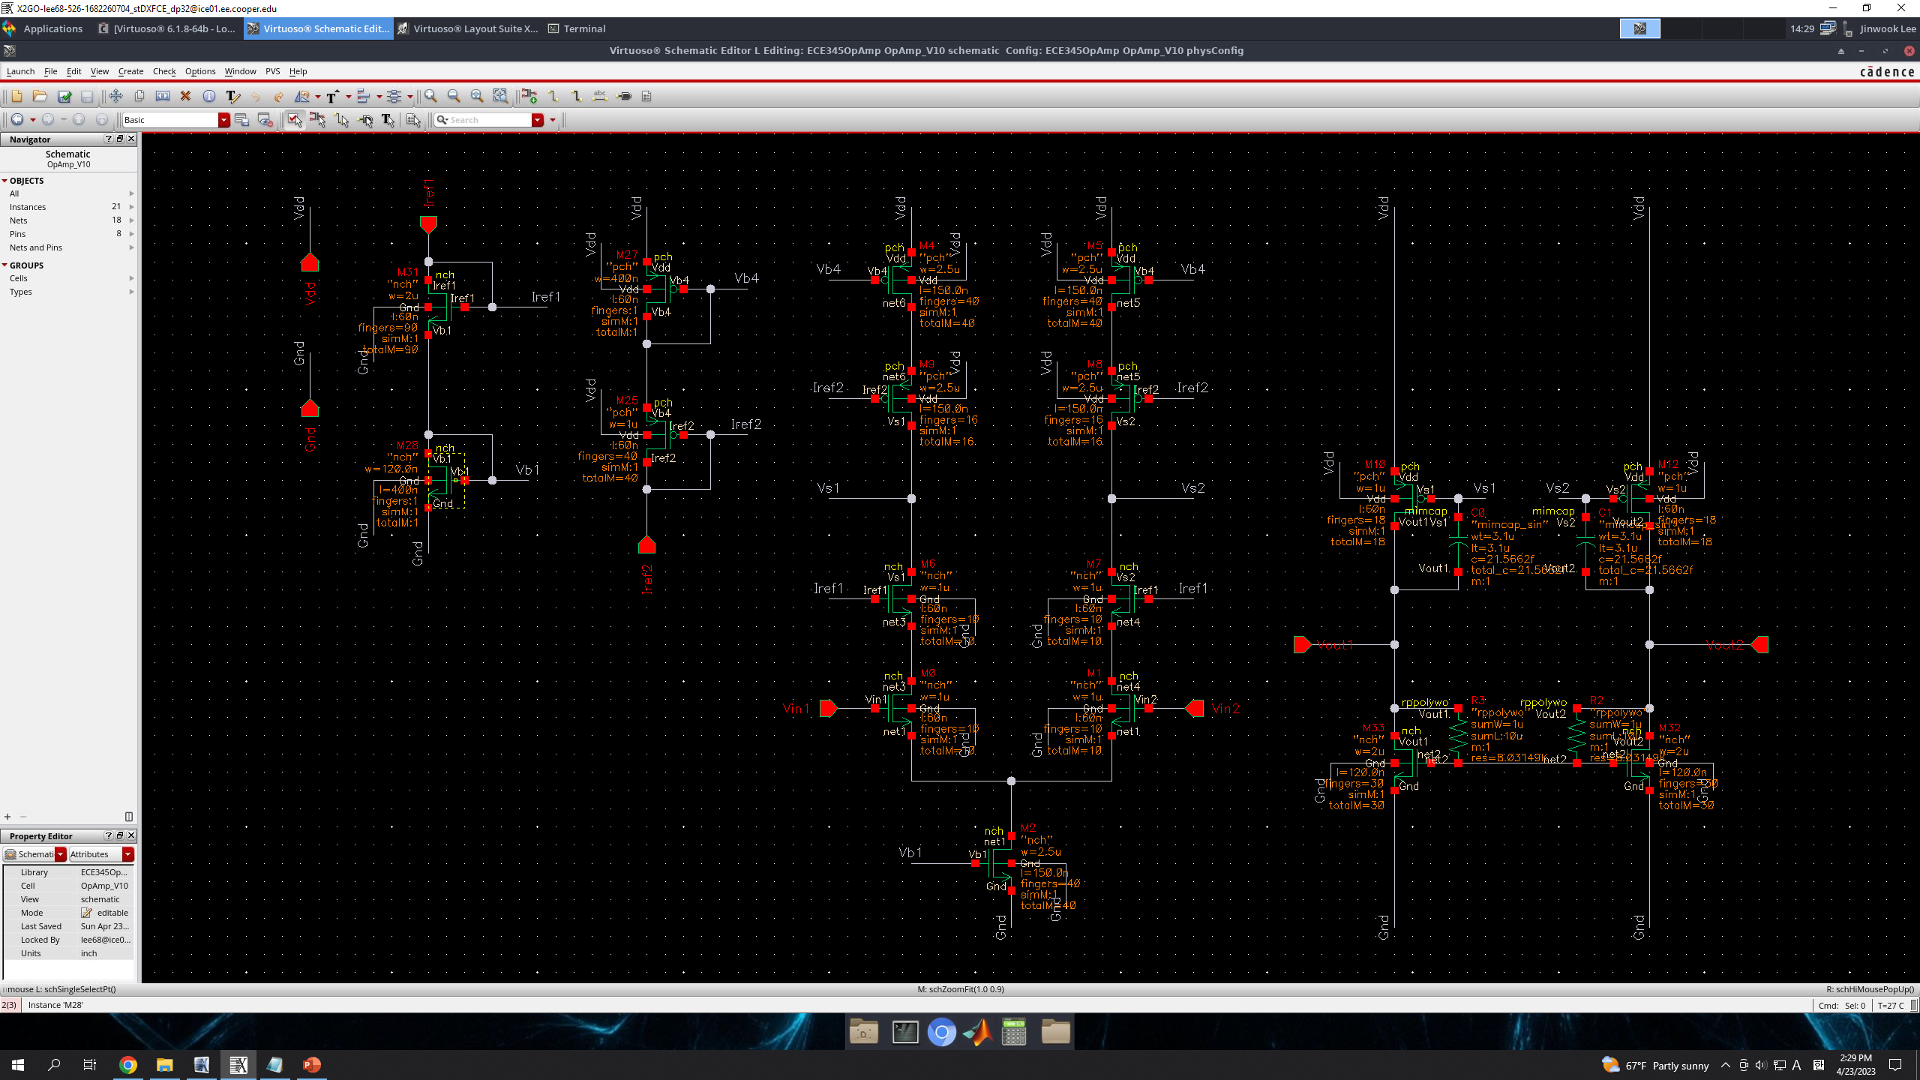 X2GO-lee68-526-1682260704_stDXFCE_dp32@ice01.ee.cooper.edu
Applications
[Virtuoso® 6.1.8-64b - Lo...
Virtuoso® Schematic Edit...
Virtuoso® Layout Suite X...
Terminal
14:29
Jinwook Lee
Virtuoso® Schematic Editor L Editing: ECE345OpAmp OpAmp_V10 schematic Config: ECE345OpAmp OpAmp_V10 physConfig
Launch File Edit View Create Check Options Window PVS Help
cādence
Basic
Search
Navigator
Schematic
OpAmp_V10
OBJECTS
All
Instances 21
Nets 18
Pins 8
Nets and Pins
GROUPS
Cells
Types
Property Editor
Schemati
Attributes
Library ECE345Op...
Cell OpAmp_V10
View schematic
Mode editable
Last Saved Sun Apr 23...
Locked By lee68@ice0...
Units inch
Vdd
Vdd
Gnd
Gnd
Iref1
M31
nch
Iref1
"nch"
w=2u
Iref1
Iref1
Gnd
l:60n
fingers=90
simM:1
totalM=90
Vb1
Gnd
M28
nch
Vb1
"nch"
w=120.0n
Vb1
Vb1
Gnd
l=400n
fingers:1
simM:1
totalM:1
Gnd
Gnd
Gnd
Vdd
Vdd
M27
pch
Vdd
"pch"
w=400n
Vb4
Vb4
Vdd
l:60n
fingers:1
simM:1
totalM:1
Vb4
Vdd
M25
pch
Vb4
"pch"
w=1u
Iref2
Iref2
Vdd
l:60n
fingers=40
simM:1
totalM=40
Iref2
Iref2
Vdd
pch
M4
Vdd
Vdd
"pch"
w=2.5u
Vb4
Vb4
Vdd
l=150.0n
fingers=40
simM:1
totalM=40
net6
pch
M9
Vdd
net6
"pch"
w=2.5u
Iref2
Iref2
Vdd
l=150.0n
fingers=16
simM:1
totalM=16
Vs1
Vs1
nch
M6
Vs1
"nch"
w=1u
Iref1
Iref1
Gnd
l:60n
fingers=10
simM:1
totalM=10
net3
Gnd
nch
M0
net3
"nch"
w=1u
Vin1
Vin1
Gnd
l:60n
fingers=10
simM:1
totalM=10
net1
Gnd
Vdd
Vdd
M5
pch
Vdd
"pch"
w=2.5u
Vb4
Vb4
Vdd
l=150.0n
fingers=40
simM:1
totalM=40
net5
Vdd
M8
pch
net5
"pch"
w=2.5u
Iref2
Iref2
Vdd
l=150.0n
fingers=16
simM:1
totalM=16
Vs2
Vs2
M7
nch
Vs2
"nch"
w=1u
Iref1
Iref1
Gnd
l:60n
fingers=10
simM:1
totalM=10
net4
Gnd
M1
nch
net4
"nch"
w=1u
Vin2
Vin2
Gnd
l:60n
fingers=10
simM:1
totalM=10
net1
Gnd
nch
M2
net1
"nch"
w=2.5u
Vb1
Vb1
Gnd
l=150.0n
fingers=40
simM:1
totalM=40
Gnd
Gnd
Gnd
Vdd
Vdd
M10
pch
Vdd
"pch"
w=1u
Vs1
Vs1
Vdd
l:60n
fingers=18
simM:1
totalM=18
Vout1
mimcap
Vs1
C0
"mimcap_sin"
wt=3.1u
lt=3.1u
c=21.5662f
total_c=21.5662f
m:1
Vout1
Vdd
pch
M12
Vdd
Vdd
"pch"
w=1u
Vs2
Vs2
Vdd
l:60n
fingers=18
simM:1
totalM=18
Vout2
mimcap
Vs2
C1
wt=3.1u
lt=3.1u
c=21.5662f
total_c=21.5662f
m:1
Vout2
Vout1
Vout2
rppolywo
Vout1
R3
"rppolywo"
sumW=1u
sumL:10u
m:1
net2
rppolywo
Vout2
R2
"rppolywo"
sumW=1u
sumL:10u
m:1
net2
M33
nch
Vout1
"nch"
w=2u
net2
Gnd
l=120.0n
fingers=30
simM:1
totalM=30
Gnd
Gnd
Gnd
M32
nch
Vout2
"nch"
w=2u
net2
Gnd
l=120.0n
fingers=30
simM:1
totalM=30
Gnd
Gnd
Gnd
mouse L: schSingleSelectPt()
M: schZoomFit(1.0 0.9)
R: schHiMousePopUp()
2(3)
Instance 'M28'
Cmd: Sel: 0
T=27 C
67°F Partly sunny
A
2:29 PM
4/23/2023